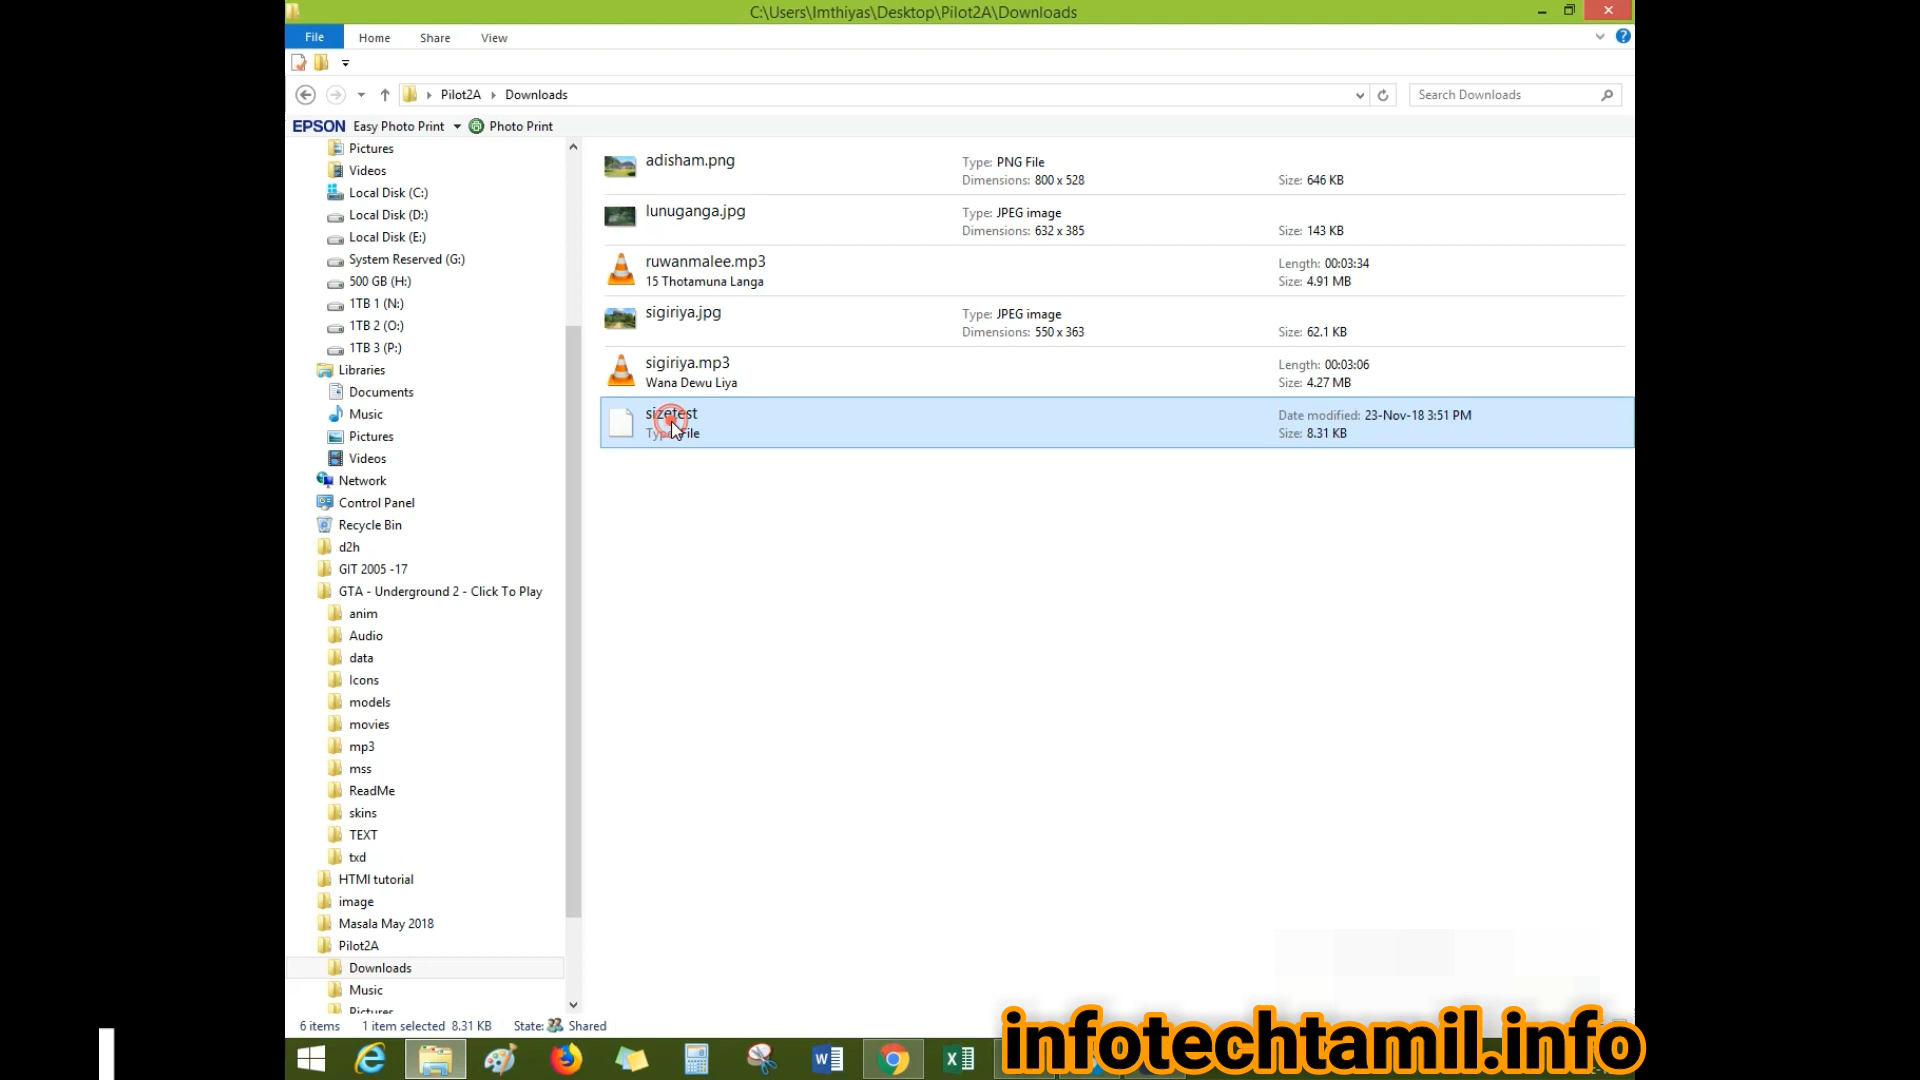 C:\Users\Imthiyas\Desktop\Pilot2A\Downloads
File Home Share View
Pilot2A Downloads
Search Downloads
EPSON Easy Photo Print Photo Print
Pictures
Videos
Local Disk (C:)
Local Disk (D:)
Local Disk (E:)
System Reserved (G:)
500 GB (H:)
1TB 1 (N:)
1TB 2 (O:)
1TB 3 (P:)
Libraries
Documents
Music
Pictures
Videos
Network
Control Panel
Recycle Bin
d2h
GIT 2005 -17
GTA - Underground 2 - Click To Play
anim
Audio
data
Icons
models
movies
mp3
mss
ReadMe
skins
TEXT
txd
HTMl tutorial
image
Masala May 2018
Pilot2A
Downloads
Music
Pictures
adisham.png
Type: PNG File
Dimensions: 800 x 528
Size: 646 KB
lunuganga.jpg
Type: JPEG image
Dimensions: 632 x 385
Size: 143 KB
ruwanmalee.mp3
15 Thotamuna Langa
Length: 00:03:34
Size: 4.91 MB
sigiriya.jpg
Type: JPEG image
Dimensions: 550 x 363
Size: 62.1 KB
sigiriya.mp3
Wana Dewu Liya
Length: 00:03:06
Size: 4.27 MB
sizetest
Type: File
Date modified: 23-Nov-18 3:51 PM
Size: 8.31 KB
6 items 1 item selected 8.31 KB State: Shared
infotechtamil.info